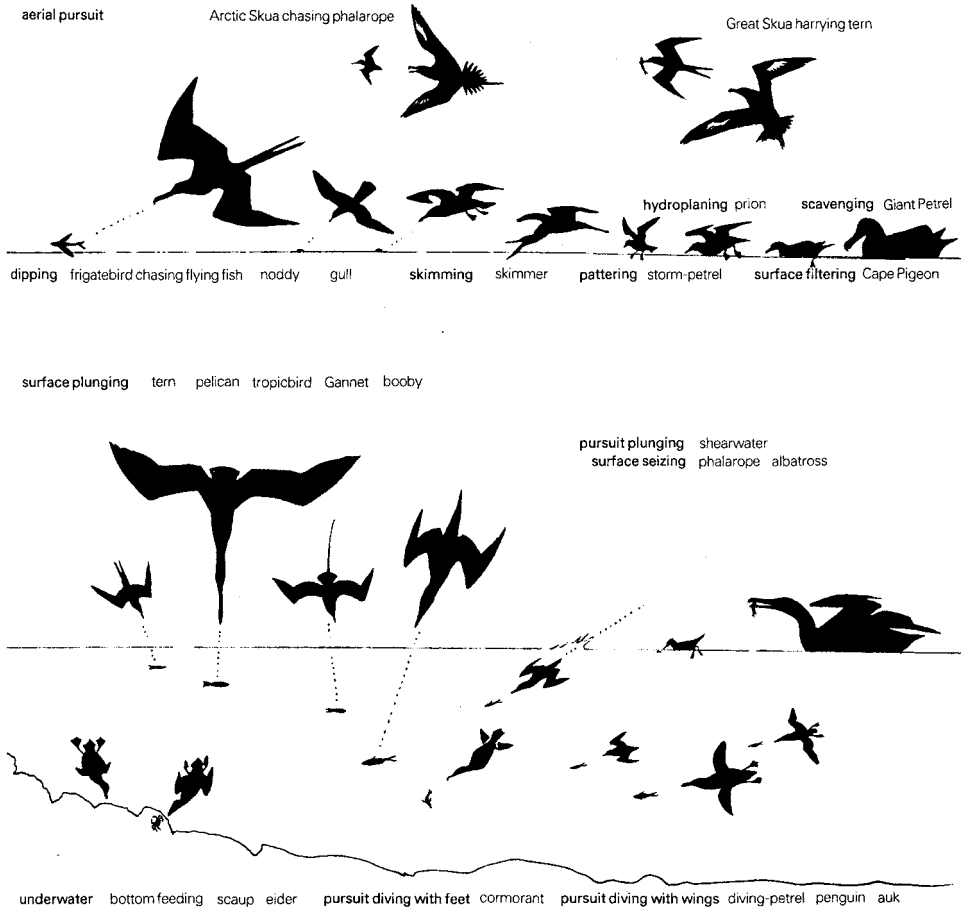 aerial pursuit Arctic Skua chasing phalarope Great Skua harrying tern
hydroplaning prion scavenging Giant Petrel
dipping frigatebird chasing flying fish noddy gull skimming skimmer pattering storm-petrel surface filtering Cape Pigeon
surface plunging tern pelican tropicbird Gannet booby
pursuit plunging shearwater
surface seizing phalarope albatross
underwater bottom feeding scaup eider pursuit diving with feet cormorant pursuit diving with wings diving-petrel penguin auk